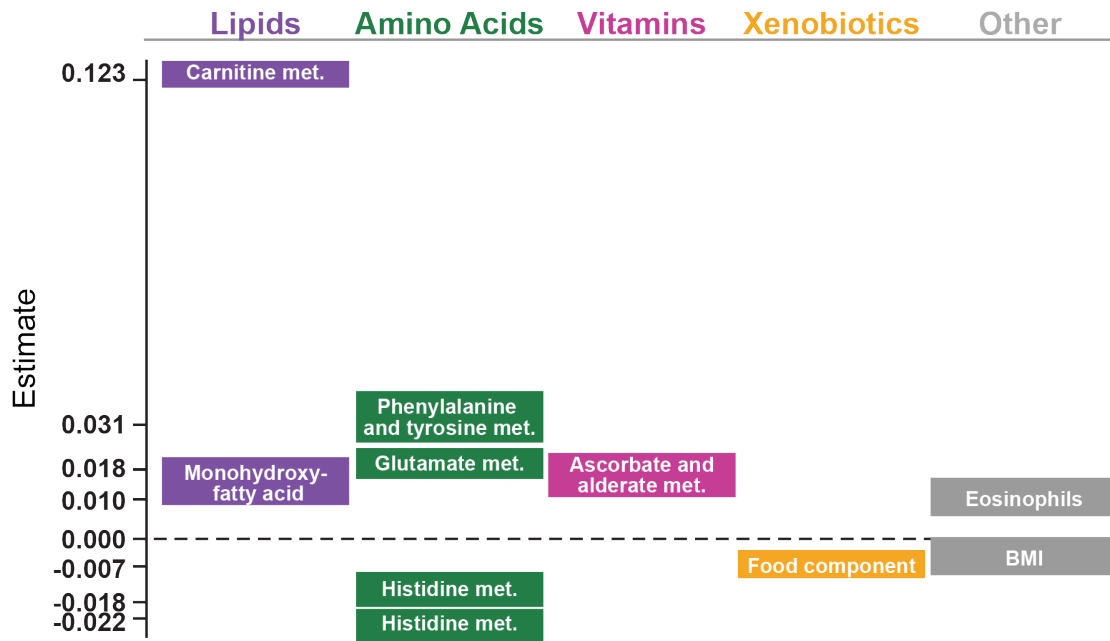 Lipids Amino Acids Vitamins Xenobiotics Other
0.123
Carnitine met.
Estimate
Phenylalanine
and tyrosine met.
0.031
Glutamate met.
0.018
Monohydroxy-
fatty acid
Ascorbate and
alderate met.
0.010
Eosinophils
0.000
-0.007
Food component
BMI
Histidine met.
-0.018
-0.022
Histidine met.